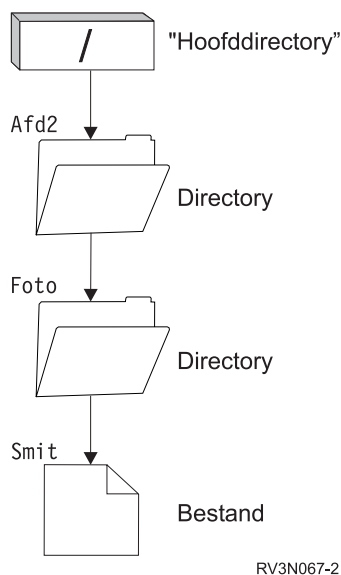 /
"Hoofddirectory"
Afd2
Directory
Foto
Directory
Smit
Bestand
RV3N067-2